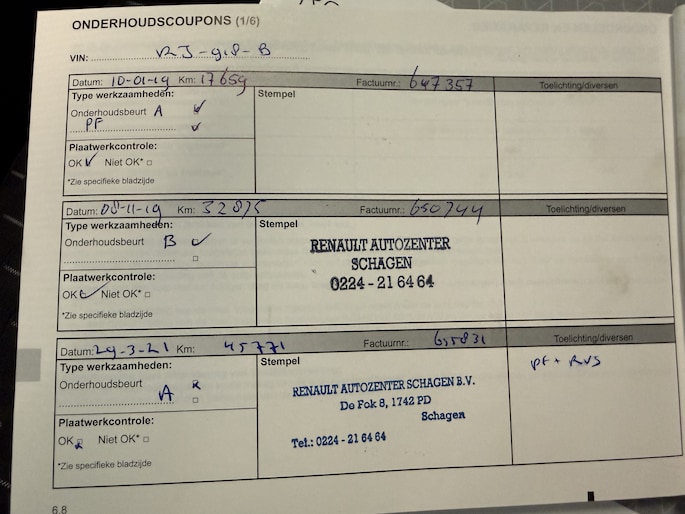 ONDERHOUDSCOUPONS (1/6)
VIN: RJ-918-B
Datum: 10-01-19 Km: 17659 Factuurnr.: 647357 Toelichting/diversen
Type werkzaamheden: Stempel
Onderhoudsbeurt A ✓
PF ✓
Plaatwerkcontrole:
OK ✓ Niet OK* □
*Zie specifieke bladzijde
Datum: 08-11-19 Km: 32875 Factuurnr.: 650744 Toelichting/diversen
Type werkzaamheden: Stempel
Onderhoudsbeurt B ✓
RENAULT AUTOZENTER
SCHAGEN
0224 - 21 64 64
Plaatwerkcontrole:
OK ✓ Niet OK* □
*Zie specifieke bladzijde
Datum: 29-3-21 Km: 45771 Factuurnr.: 655831 Toelichting/diversen
Type werkzaamheden: Stempel
Onderhoudsbeurt A
RENAULT AUTOZENTER SCHAGEN B.V.
De Fok 8, 1742 PD
Schagen
Tel.: 0224 - 21 64 64
PF + RVS
Plaatwerkcontrole:
OK Niet OK* □
*Zie specifieke bladzijde
6.8